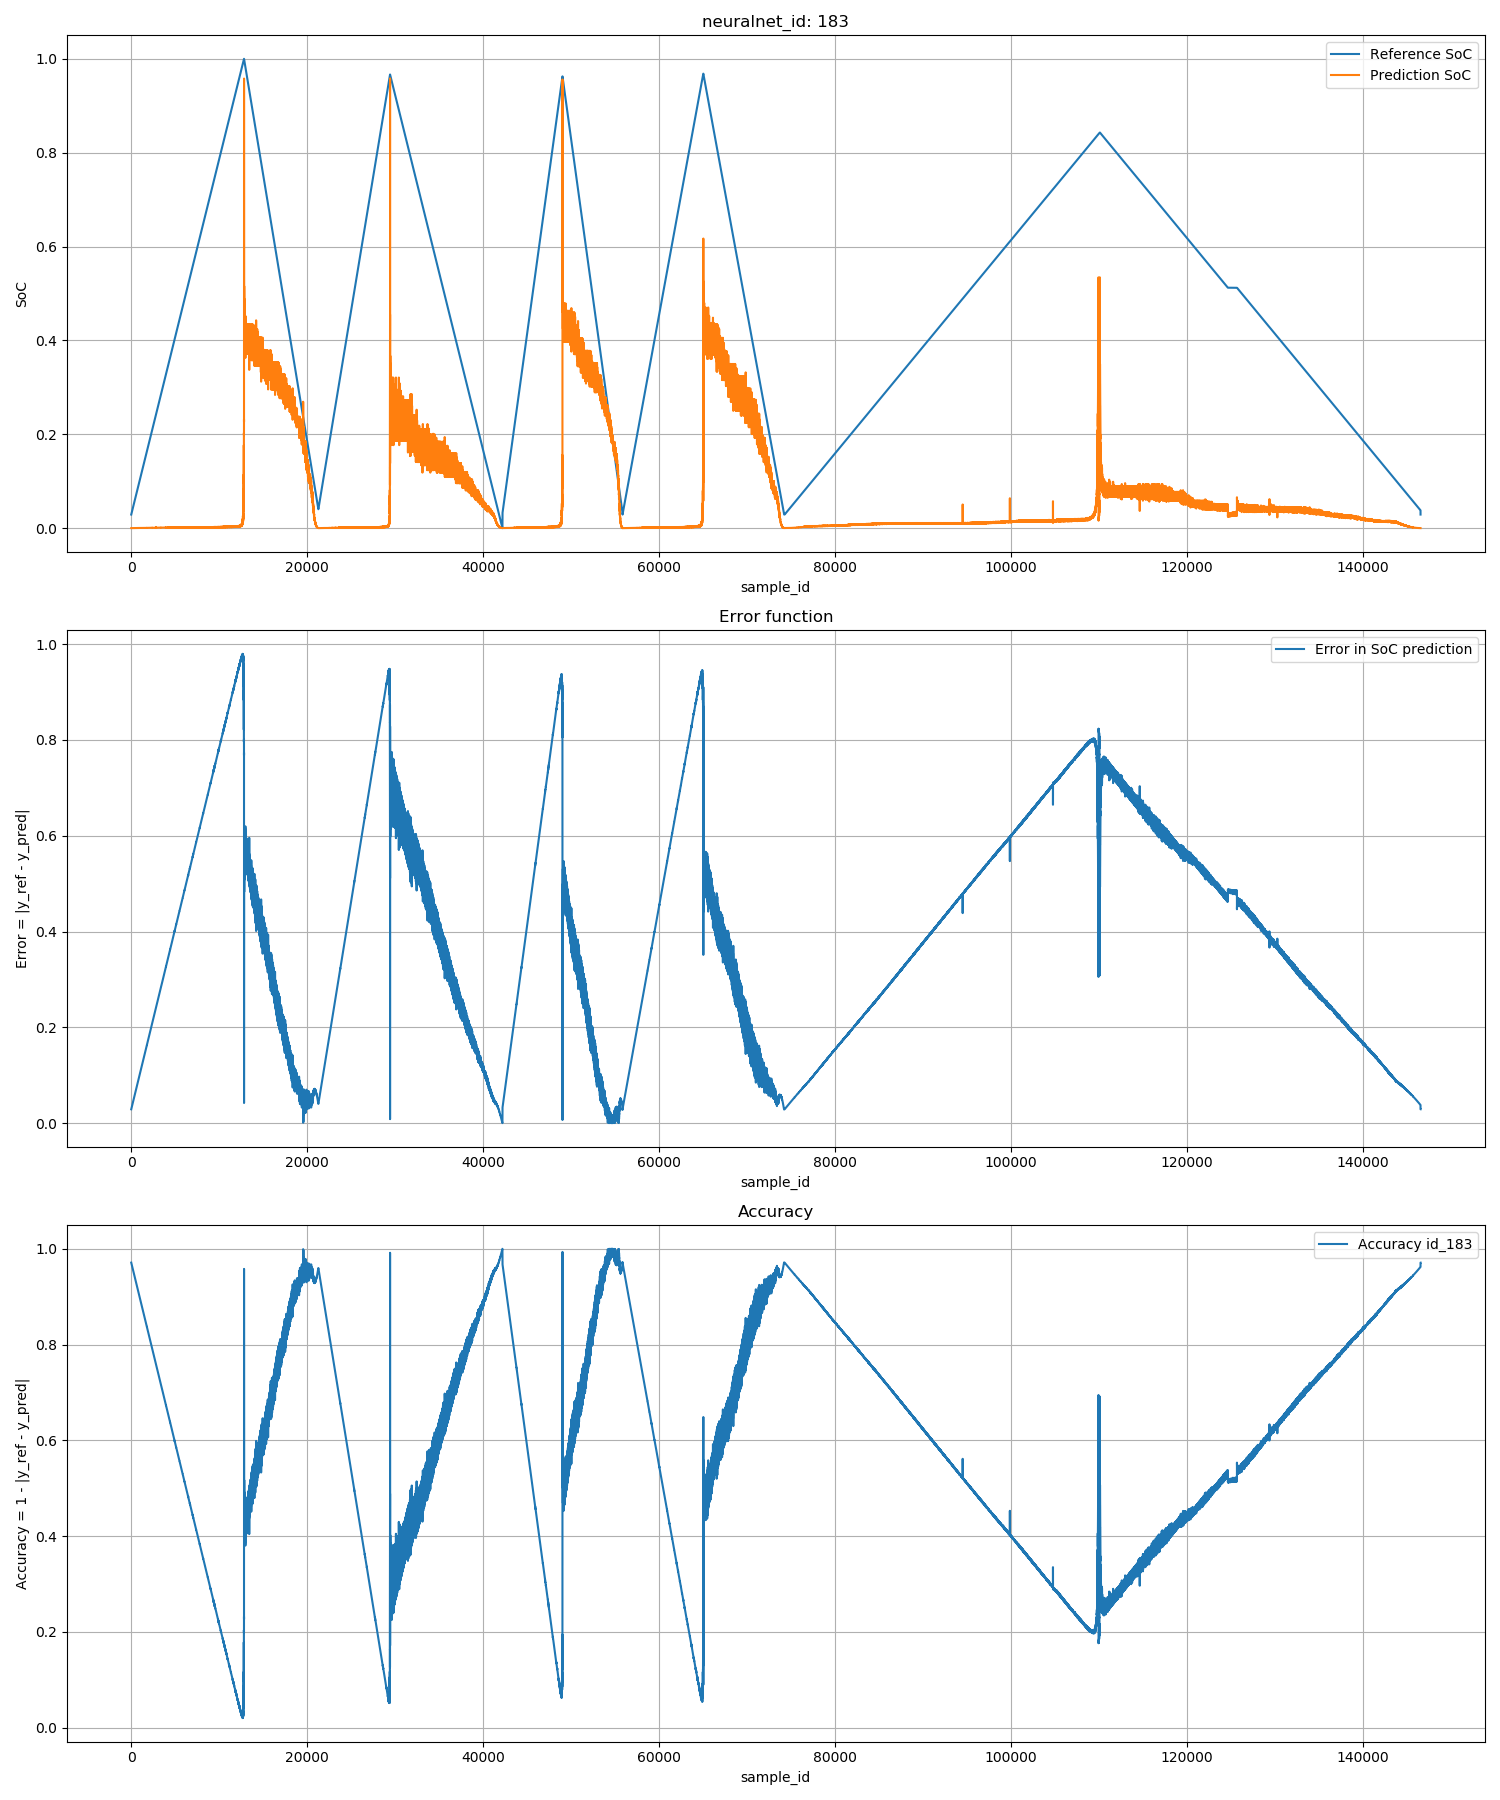 neuralnet_id: 183
Reference SoC
Prediction SoC
SoC
1.0
0.8
0.6
0.4
0.2
0.0
0 20000 40000 60000 80000 100000 120000 140000
sample_id
Error function
Error in SoC prediction
Error = |y_ref - y_pred|
1.0
0.8
0.6
0.4
0.2
0.0
0 20000 40000 60000 80000 100000 120000 140000
sample_id
Accuracy
Accuracy id_183
Accuracy = 1 - |y_ref - y_pred|
1.0
0.8
0.6
0.4
0.2
0.0
0 20000 40000 60000 80000 100000 120000 140000
sample_id